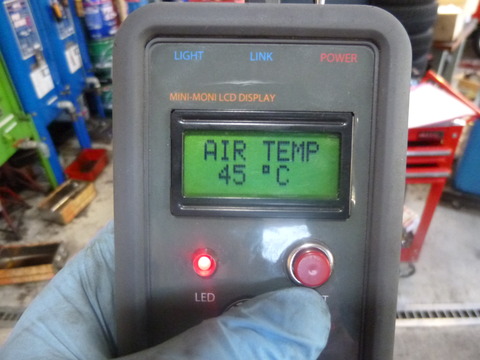 LIGHT LINK POWER
MINI-MONI LCD DISPLAY
AIR TEMP
45 °C
LED